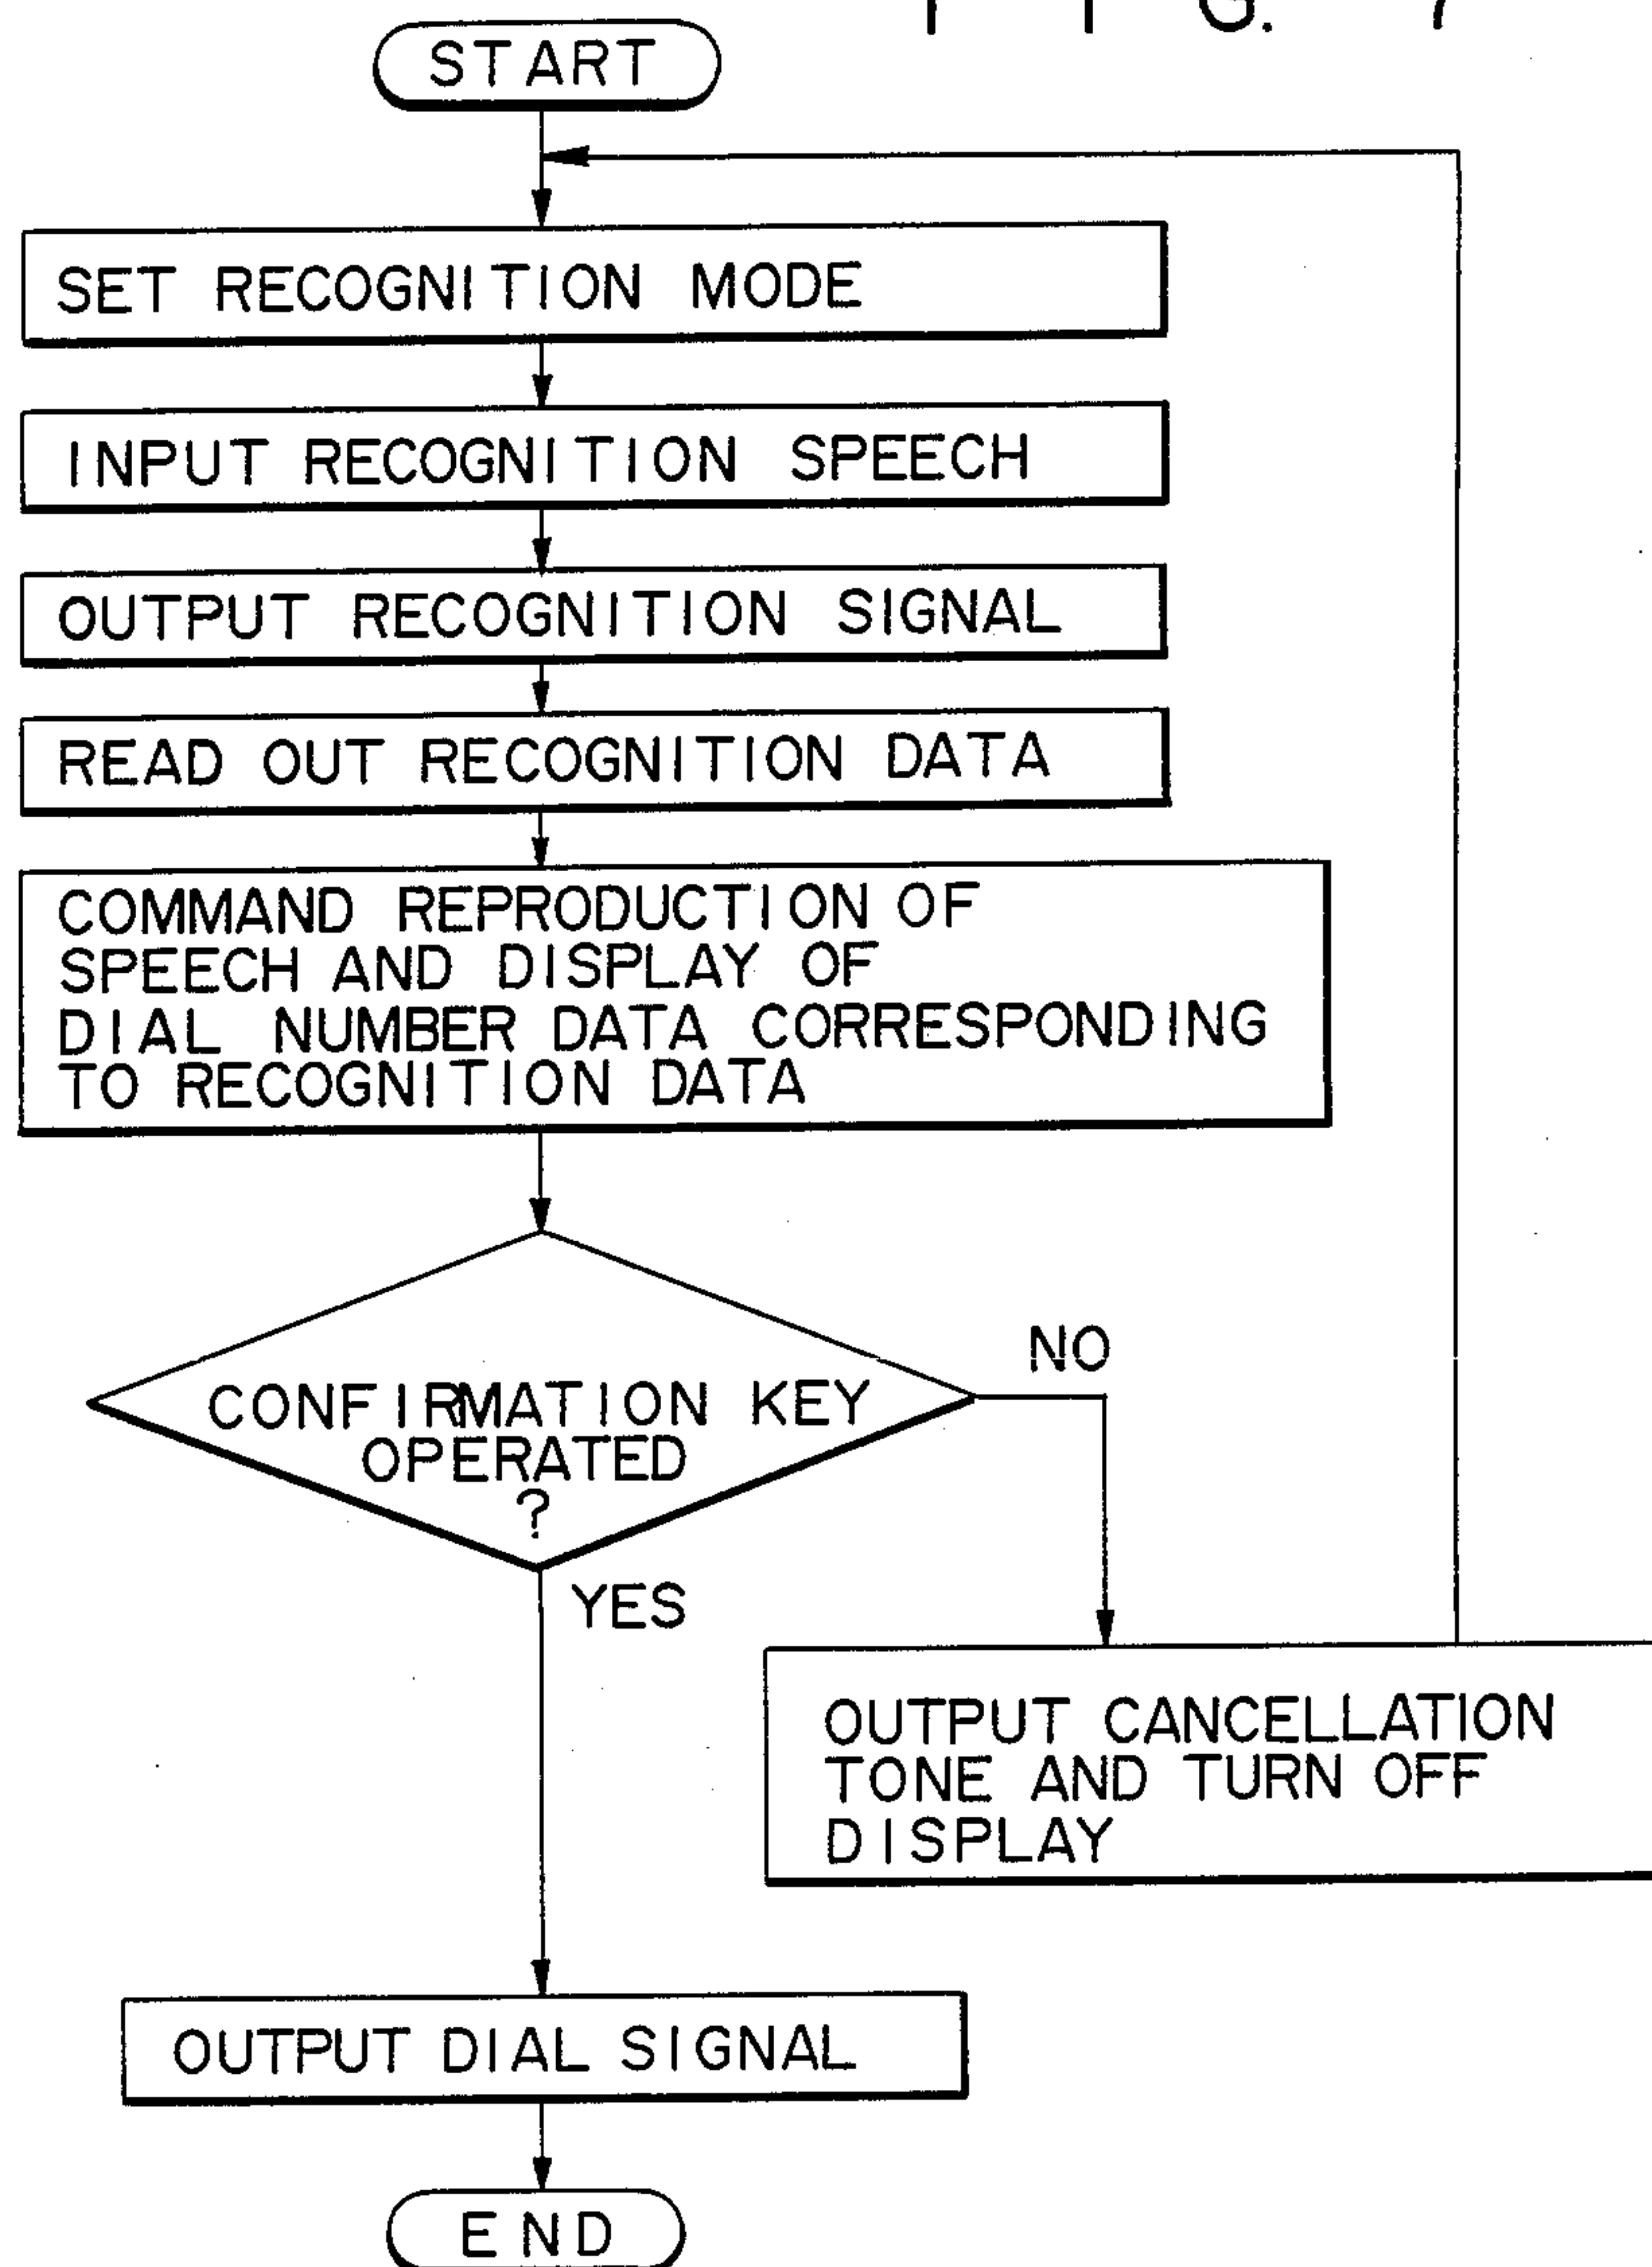 F I G. 7
START
SET RECOGNITION MODE
INPUT RECOGNITION SPEECH
OUTPUT RECOGNITION SIGNAL
READ OUT RECOGNITION DATA
COMMAND REPRODUCTION OF
SPEECH AND DISPLAY OF
DIAL NUMBER DATA CORRESPONDING
TO RECOGNITION DATA
NO
CONFIRMATION KEY
OPERATED
?
YES
OUTPUT CANCELLATION
TONE AND TURN OFF
DISPLAY
OUTPUT DIAL SIGNAL
END